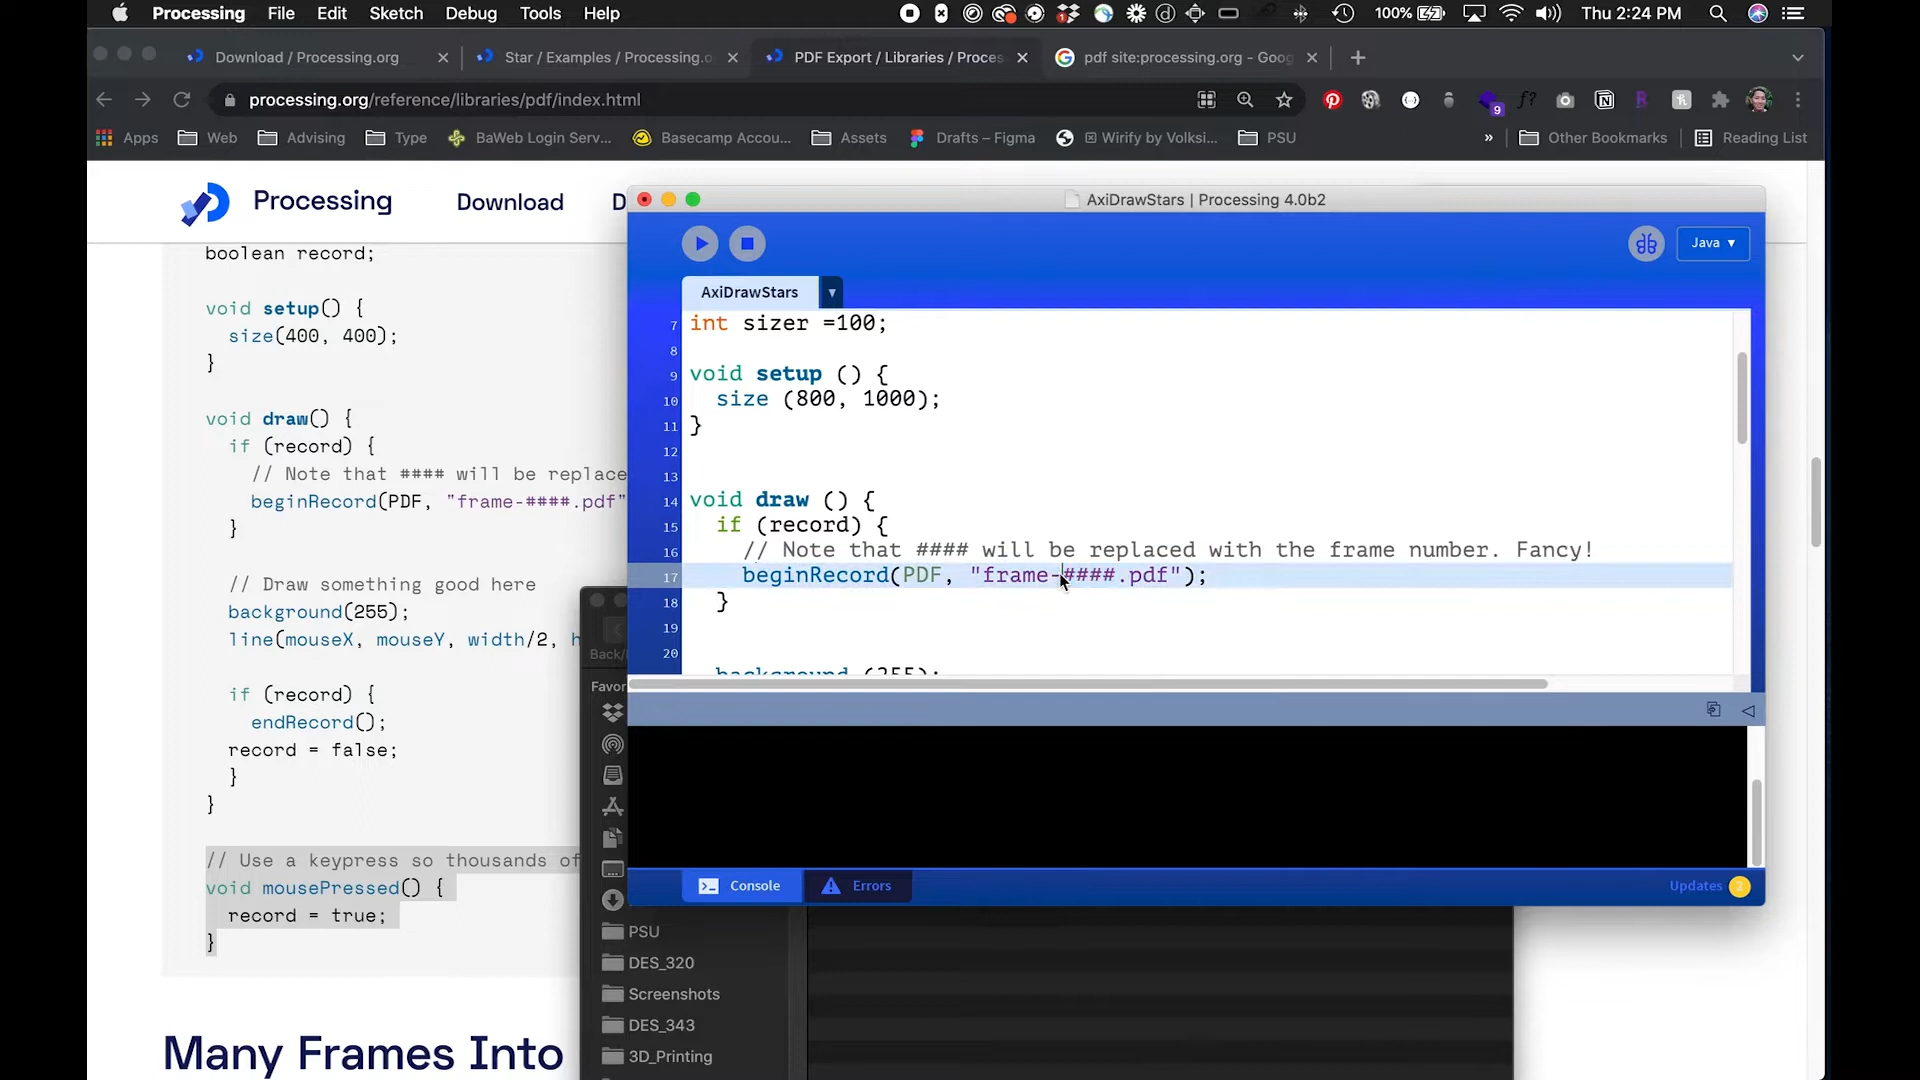 Processing File Edit Sketch Debug Tools Help 100% Thu 2:24 PM
Download / Processing.org Star / Examples / Processing.o PDF Export / Libraries / Proces pdf site:processing.org - Goog
processing.org/reference/libraries/pdf/index.html
Apps Web Advising Type BaWeb Login Serv... Basecamp Accou... Assets Drafts – Figma Wirify by Volksi... PSU » Other Bookmarks Reading List
Processing Download D
boolean record;
void setup() {
size(400, 400);
}
void draw() {
if (record) {
// Note that #### will be replace
beginRecord(PDF, "frame-####.pdf"
}
// Draw something good here
background(255);
line(mouseX, mouseY, width/2, h
if (record) {
endRecord();
record = false;
}
}
// Use a keypress so thousands of
void mousePressed() {
record = true;
}
Many Frames Into
AxiDrawStars | Processing 4.0b2
Java ▾
AxiDrawStars
7 int sizer =100;
8
9 void setup () {
10 size (800, 1000);
11 }
12
13
14 void draw () {
15 if (record) {
16 // Note that #### will be replaced with the frame number. Fancy!
17 beginRecord(PDF, "frame-####.pdf");
18 }
19
20
background (255);
Console Errors Updates 2
Back/
Favor
PSU
DES_320
Screenshots
DES_343
3D_Printing